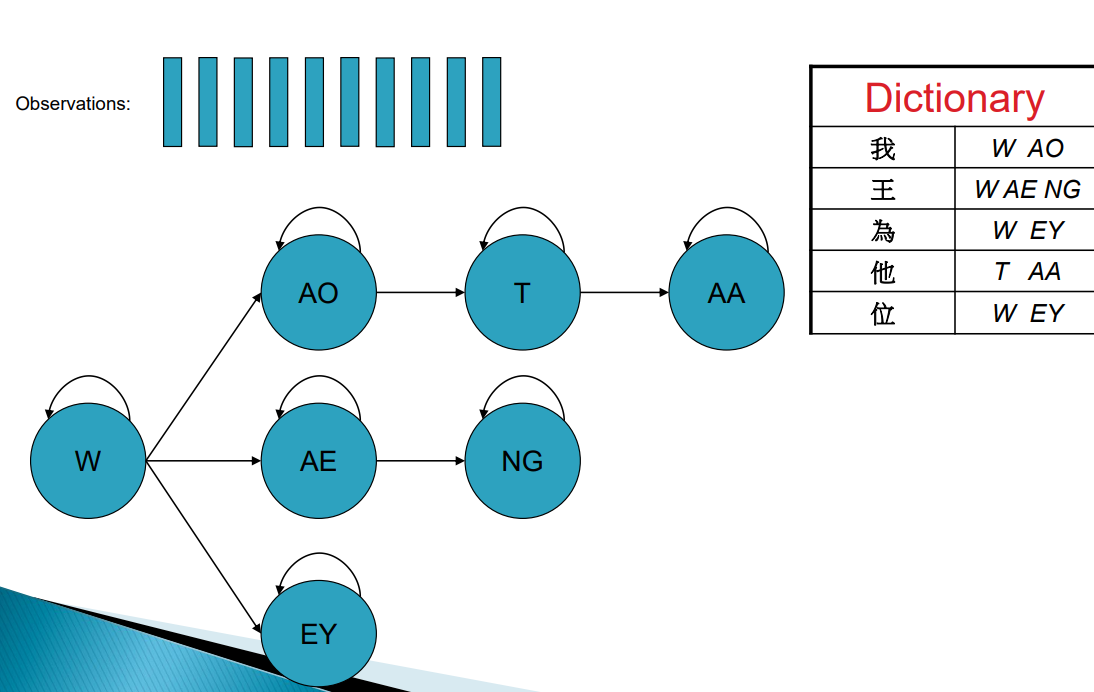 Observations:
Dictionary
我 W AO
王 W AE NG
為 W EY
他 T AA
位 W EY
AO T AA
W AE NG
EY